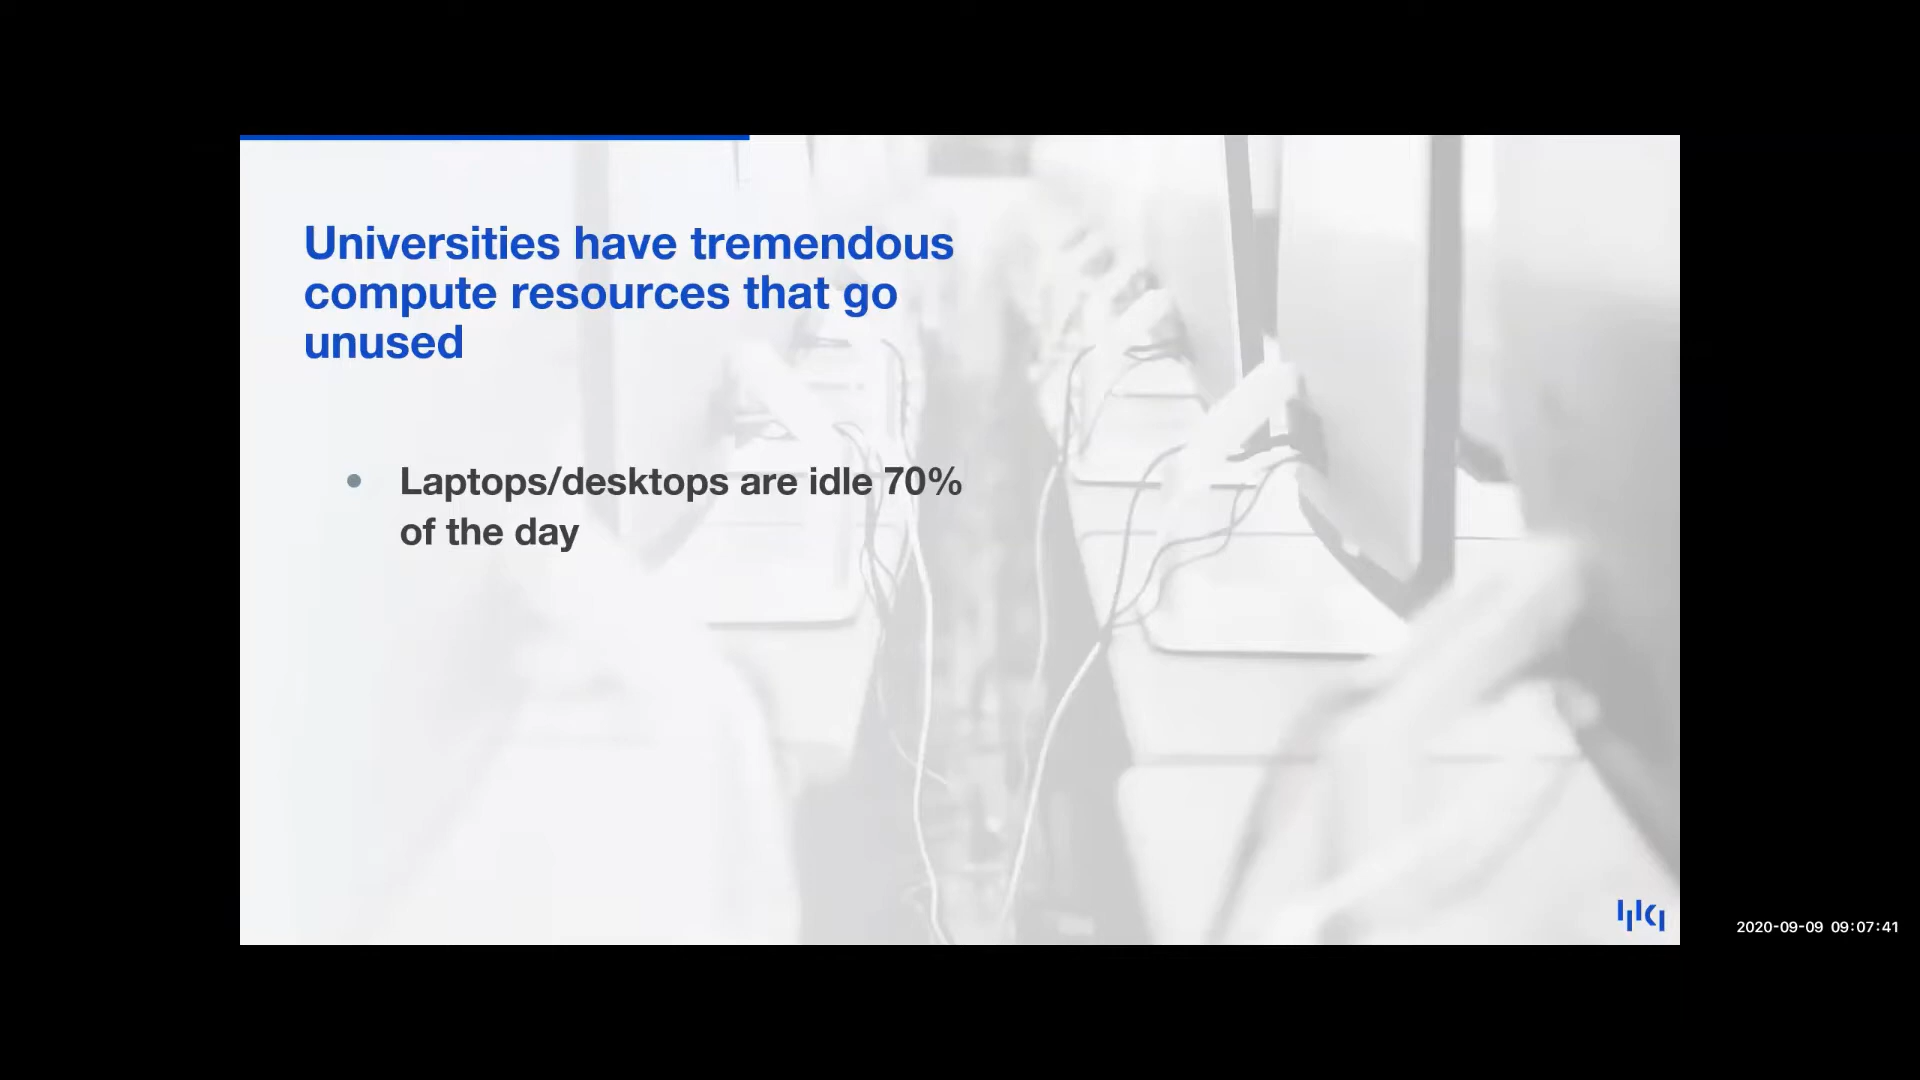 Universities have tremendous
compute resources that go
unused
• Laptops/desktops are idle 70%
of the day
2020-09-09 09:07:41